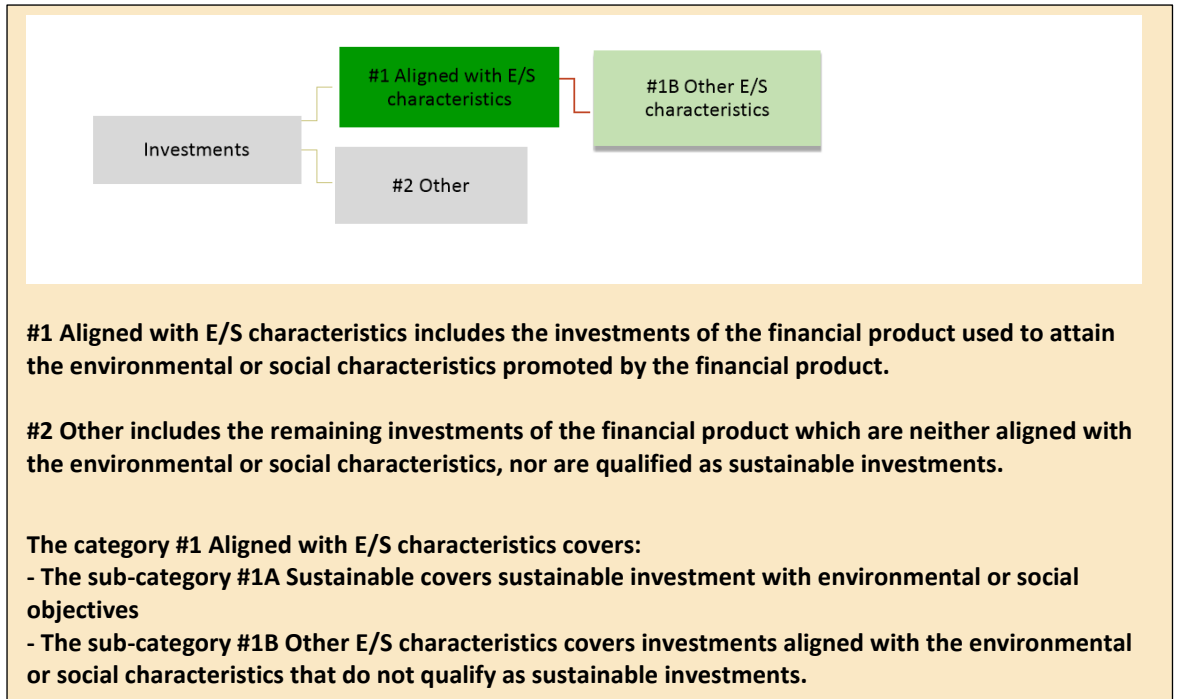 #1 Aligned with E/S
characteristics
#1B Other E/S
characteristics
Investments
#2 Other
#1 Aligned with E/S characteristics includes the investments of the financial product used to attain
the environmental or social characteristics promoted by the financial product.
#2 Other includes the remaining investments of the financial product which are neither aligned with
the environmental or social characteristics, nor are qualified as sustainable investments.
The category #1 Aligned with E/S characteristics covers:
- The sub-category #1A Sustainable covers sustainable investment with environmental or social
objectives
- The sub-category #1B Other E/S characteristics covers investments aligned with the environmental
or social characteristics that do not qualify as sustainable investments.